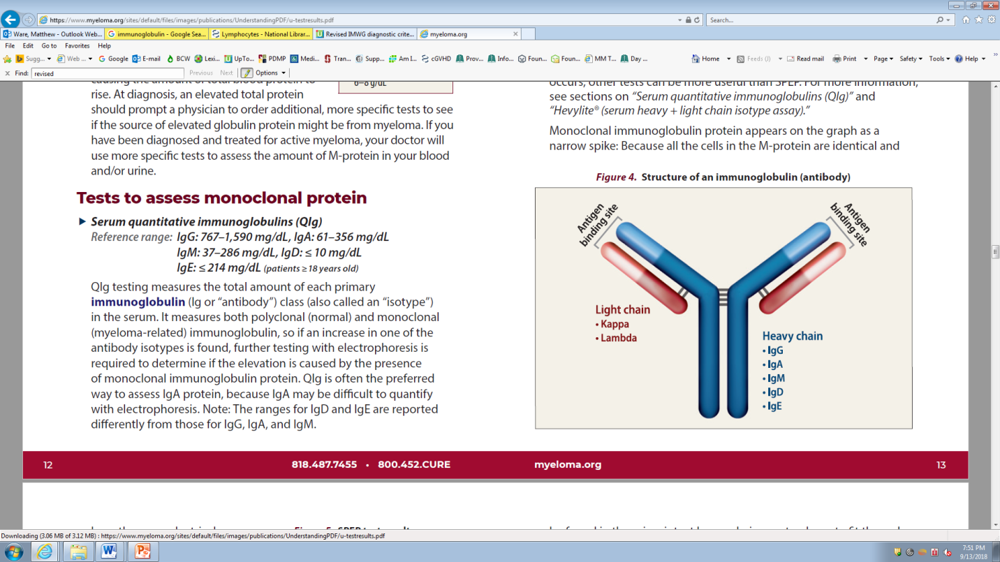 https://www.myeloma.org/sites/default/files/images/publications/UnderstandingPDF/u-testresults.pdf
Search...
Ware, Matthew - Outlook Web...
immunoglobulin - Google Sea...
Lymphocytes - National Librar...
Revised IMWG diagnostic crite...
myeloma.org
File Edit Go to Favorites Help
Sugg... Web ... Google E-mail BCW Lexi... UpTo... PDMP Medi... Tran... Supp... Am I... cGVHD Prov... Info... Foun... Foun... MM T... Day ... Home Feeds (J) Read mail Print Page Safety Tools Help
x Find: revised Previous Next Options
causing the amount of total blood protein to
rise. At diagnosis, an elevated total protein
should prompt a physician to order additional, more specific tests to see
if the source of elevated globulin protein might be from myeloma. If you
have been diagnosed and treated for active myeloma, your doctor will
use more specific tests to assess the amount of M-protein in your blood
and/or urine.
6–8 g/dL
Tests to assess monoclonal protein
Serum quantitative immunoglobulins (QIg)
Reference range: IgG: 767–1,590 mg/dL, IgA: 61–356 mg/dL
IgM: 37–286 mg/dL, IgD: ≤ 10 mg/dL
IgE: ≤ 214 mg/dL (patients ≥ 18 years old)
QIg testing measures the total amount of each primary
immunoglobulin (Ig or “antibody”) class (also called an “isotype”)
in the serum. It measures both polyclonal (normal) and monoclonal
(myeloma-related) immunoglobulin, so if an increase in one of the
antibody isotypes is found, further testing with electrophoresis is
required to determine if the elevation is caused by the presence
of monoclonal immunoglobulin protein. QIg is often the preferred
way to assess IgA protein, because IgA may be difficult to quantify
with electrophoresis. Note: The ranges for IgD and IgE are reported
differently from those for IgG, IgA, and IgM.
occurs, other tests can be more useful than SPEP. For more information,
see sections on “Serum quantitative immunoglobulins (QIg)” and
“Hevylite® (serum heavy + light chain isotype assay).”
Monoclonal immunoglobulin protein appears on the graph as a
narrow spike: Because all the cells in the M-protein are identical and
Figure 4. Structure of an immunoglobulin (antibody)
Antigen
binding site
Antigen
binding site
Light chain
• Kappa
• Lambda
Heavy chain
• IgG
• IgA
• IgM
• IgD
• IgE
12 818.487.7455 • 800.452.CURE myeloma.org 13
Downloading (3.06 MB of 3.12 MB) : https://www.myeloma.org/sites/default/files/images/publications/UnderstandingPDF/u-testresults.pdf
7:51 PM
9/13/2018